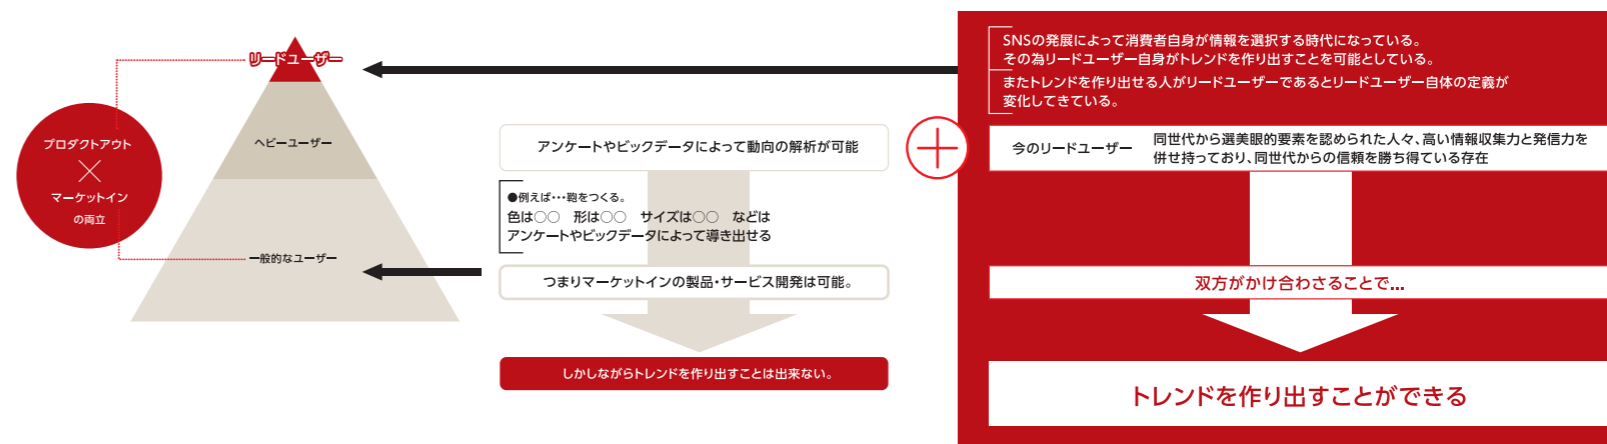 リードユーザー
ヘビーユーザー
一般的なユーザー
プロダクトアウト
×
マーケットイン
の両立
アンケートやビックデータによって動向の解析が可能
●例えば・・・鞄をつくる。
色は○○　形は○○　サイズは○○　などは
アンケートやビックデータによって導き出せる
つまりマーケットインの製品・サービス開発は可能。
しかしながらトレンドを作り出すことは出来ない。
SNSの発展によって消費者自身が情報を選択する時代になっている。
その為リードユーザー自身がトレンドを作り出すことを可能としている。
またトレンドを作り出せる人がリードユーザーであるとリードユーザー自体の定義が
変化してきている。
今のリードユーザー
同世代から選美眼的要素を認められた人々、高い情報収集力と発信力を
併せ持っており、同世代からの信頼を勝ち得ている存在
双方がかけ合わさることで...
トレンドを作り出すことができる